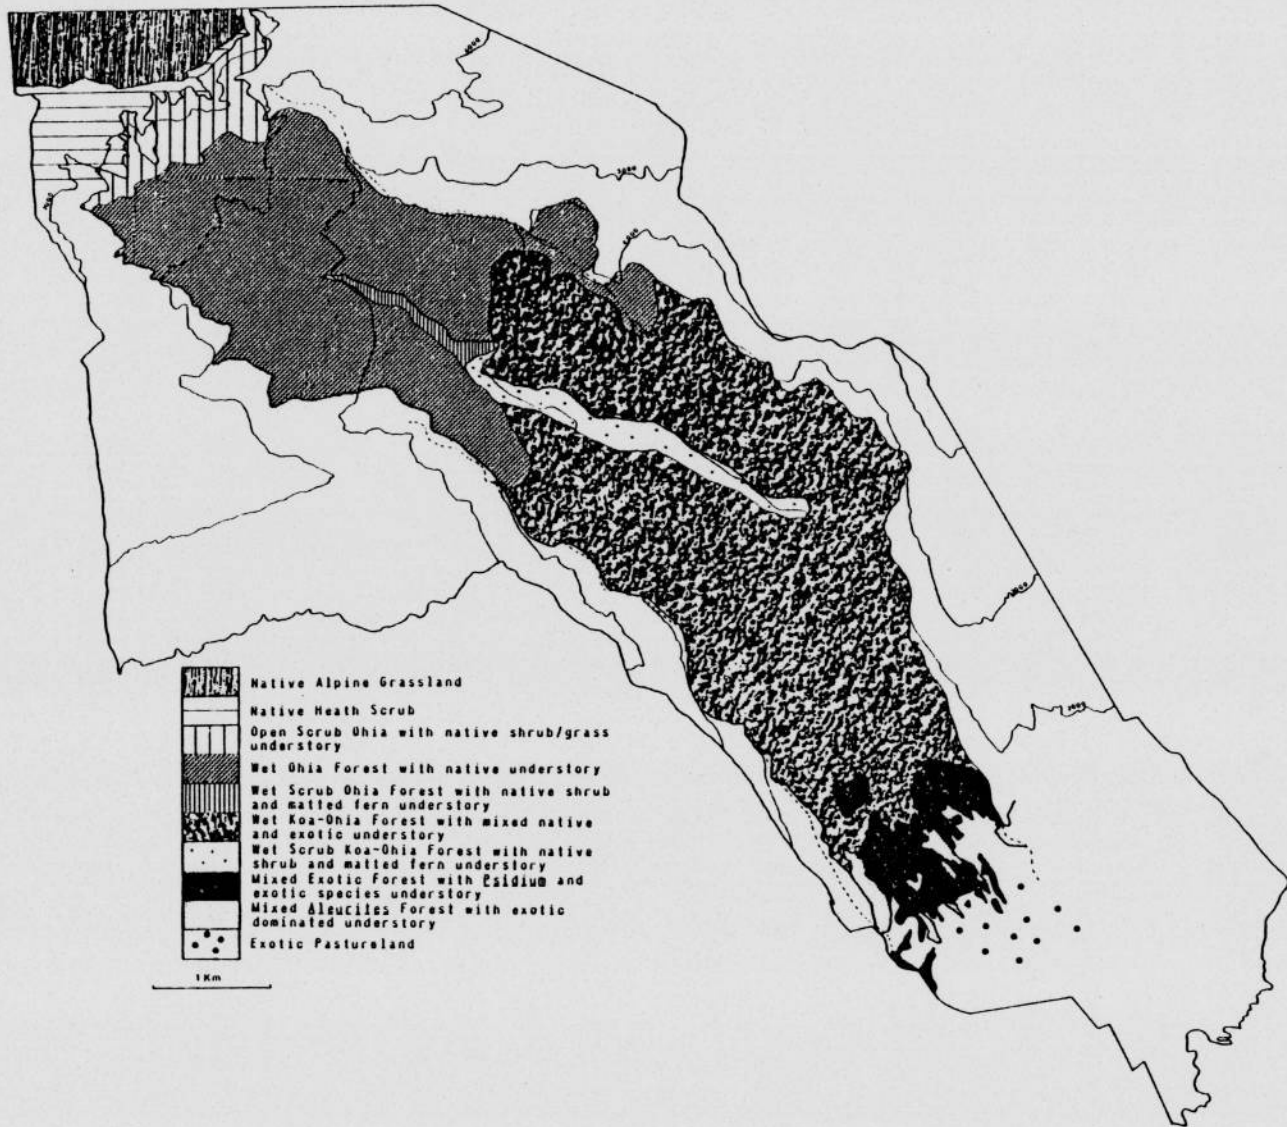 Native Alpine Grassland
Native Heath Scrub
Open Scrub Ohia with native shrub/grass
understory
Wet Ohia Forest with native understory
Wet Scrub Ohia Forest with native shrub
and matted fern understory
Wet Koa-Ohia Forest with mixed native
and exotic understory
Wet Scrub Koa-Ohia Forest with native
shrub and matted fern understory
Mixed Exotic Forest with Psidium and
exotic species understory
Mixed Aleurites Forest with exotic
dominated understory
Exotic Pastureland
1 Km